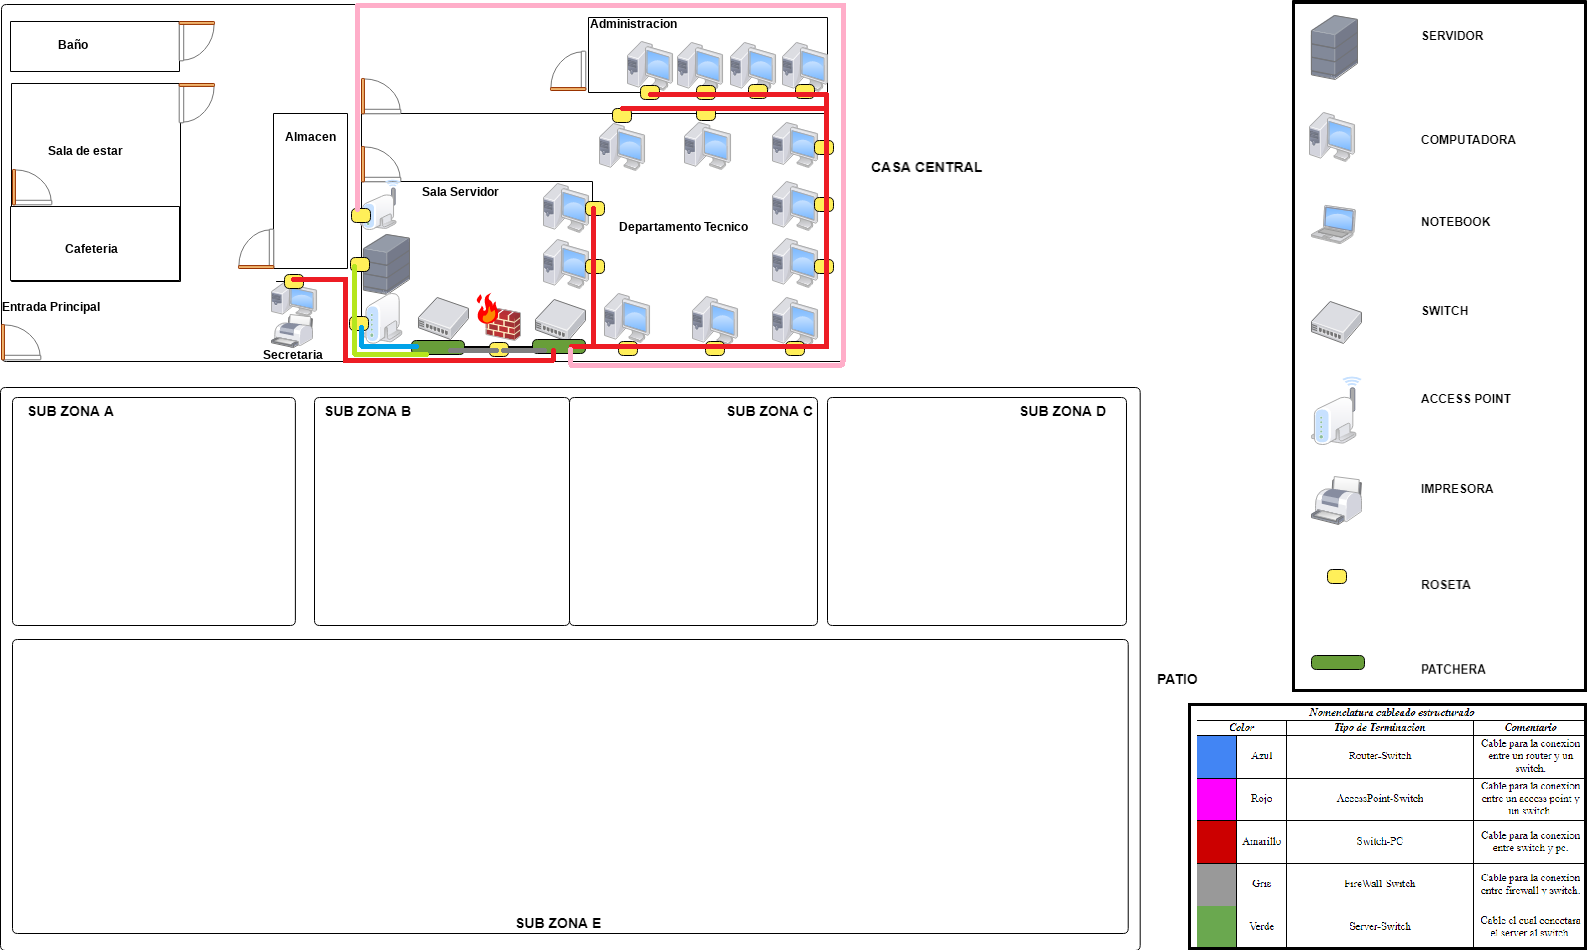 Baño
Sala de estar
Cafeteria
Entrada Principal
Almacen
Secretaria
Sala Servidor
Administracion
Departamento Tecnico
CASA CENTRAL
SUB ZONA A
SUB ZONA B
SUB ZONA C
SUB ZONA D
SUB ZONA E
PATIO
SERVIDOR
COMPUTADORA
NOTEBOOK
SWITCH
ACCESS POINT
IMPRESORA
ROSETA
PATCHERA
Nomenclatura cableado estructurado
Color Tipo de Terminacion Comentario
Azul Router-Switch Cable para la conexion
entre un router y un
switch.
Rojo AccessPoint-Switch Cable para la conexion
entre un access point y
un switch
Amarillo Switch-PC Cable para la conexion
entre switch y pc.
Gris FireWall Switch Cable para la conexion
entre firewall y switch.
Verde Server-Switch Cable el cual conectara
el server al switch